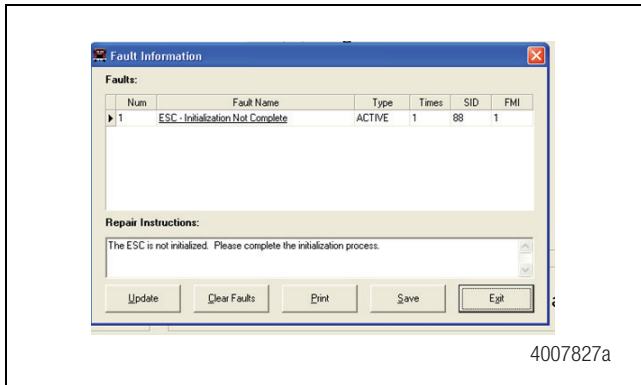 Fault Information
Faults:
Num Fault Name Type Times SID FMI
1 ESC - Initialization Not Complete ACTIVE 1 88 1
Repair Instructions:
The ESC is not initialized. Please complete the initialization process.
Update Clear Faults Print Save Exit
4007827a